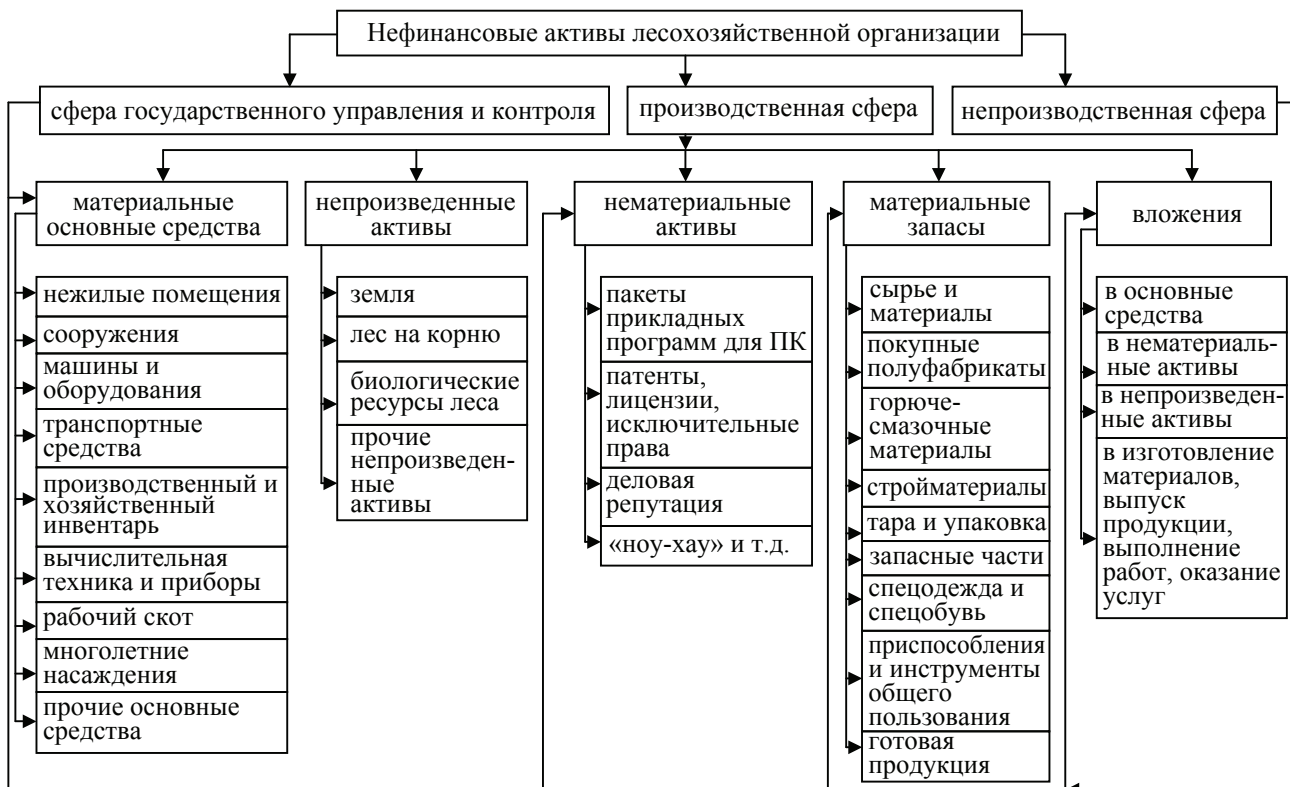 Нефинансовые активы лесохозяйственной организации
сфера государственного управления и контроля
производственная сфера
непроизводственная сфера
материальные
основные средства
непроизведенные
активы
нематериальные
активы
материальные
запасы
вложения
нежилые помещения
сооружения
машины и
оборудования
транспортные
средства
производственный и
хозяйственный
инвентарь
вычислительная
техника и приборы
рабочий скот
многолетние
насаждения
прочие основные
средства
земля
лес на корню
биологические
ресурсы леса
прочие
непроизведен-
ные
активы
пакеты
прикладных
программ для ПК
патенты,
лицензии,
исключительные
права
деловая
репутация
«ноу-хау» и т.д.
сырье и
материалы
покупные
полуфабрикаты
горюче-
смазочные
материалы
стройматериалы
тара и упаковка
запасные части
спецодежда и
спецобувь
приспособления
и инструменты
общего
пользования
готовая
продукция
в основные
средства
в нематериаль-
ные активы
в непроизведен-
ные активы
в изготовление
материалов,
выпуск
продукции,
выполнение
работ, оказание
услуг